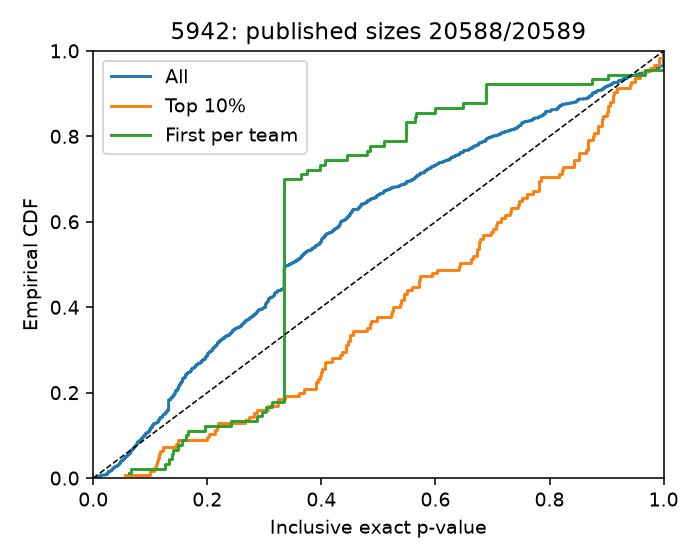 5942: published sizes 20588/20589
All
Top 10%
First per team
Empirical CDF
1.0
0.8
0.6
0.4
0.2
0.0
0.0 0.2 0.4 0.6 0.8 1.0
Inclusive exact p-value